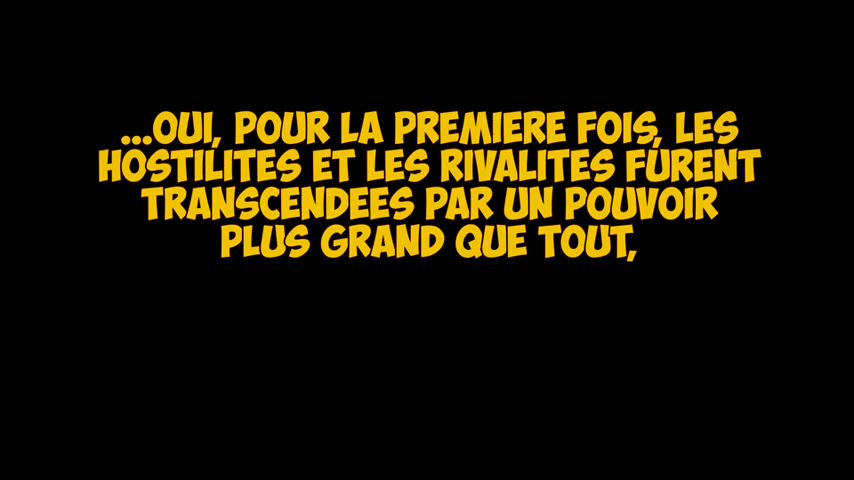 ...OUI, POUR LA PREMIERE FOIS, LES
HOSTILITES ET LES RIVALITES FURENT
TRANSCENDEES PAR UN POUVOIR
PLUS GRAND QUE TOUT,